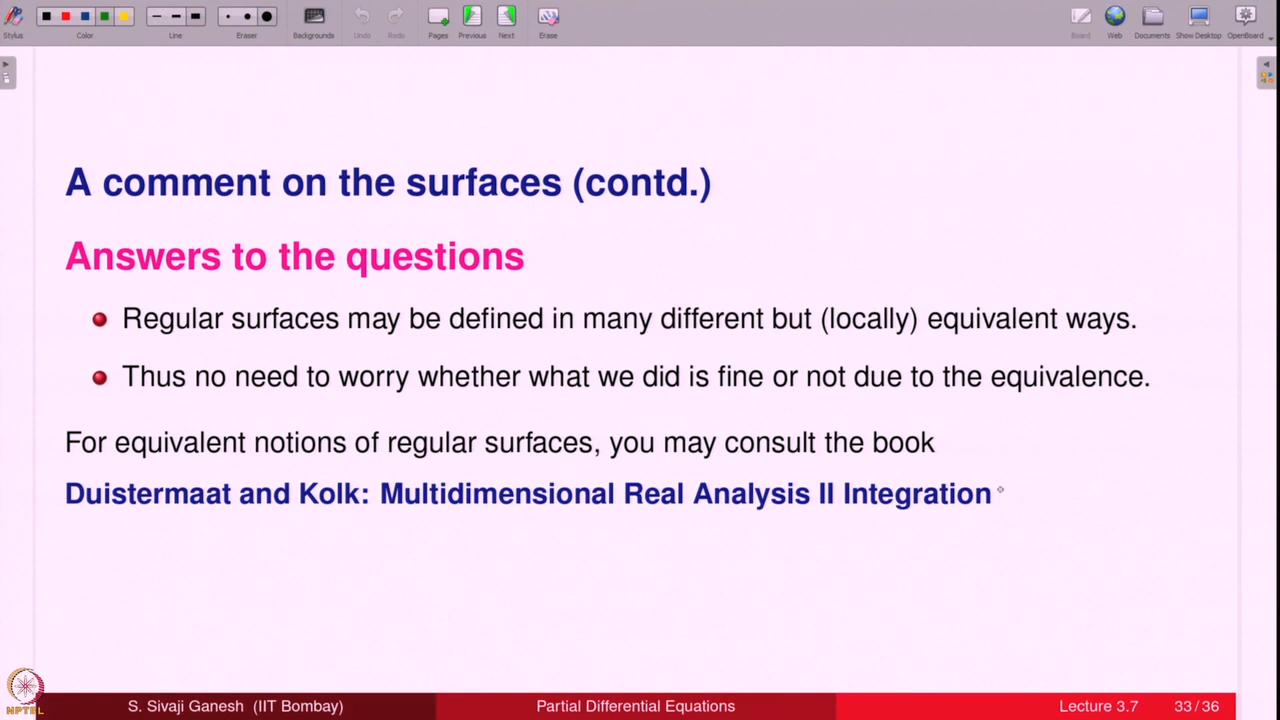 Stylus
Color
Line
Eraser
Backgrounds
Undo
Redo
Pages
Previous
Next
Erase
Board
Web
Documents
Show Desktop
OpenBoard
A comment on the surfaces (contd.)
Answers to the questions
Regular surfaces may be defined in many different but (locally) equivalent ways.
Thus no need to worry whether what we did is fine or not due to the equivalence.
For equivalent notions of regular surfaces, you may consult the book
Duistermaat and Kolk: Multidimensional Real Analysis II Integration
NPTEL
S. Sivaji Ganesh (IIT Bombay)
Partial Differential Equations
Lecture 3.7
33 / 36